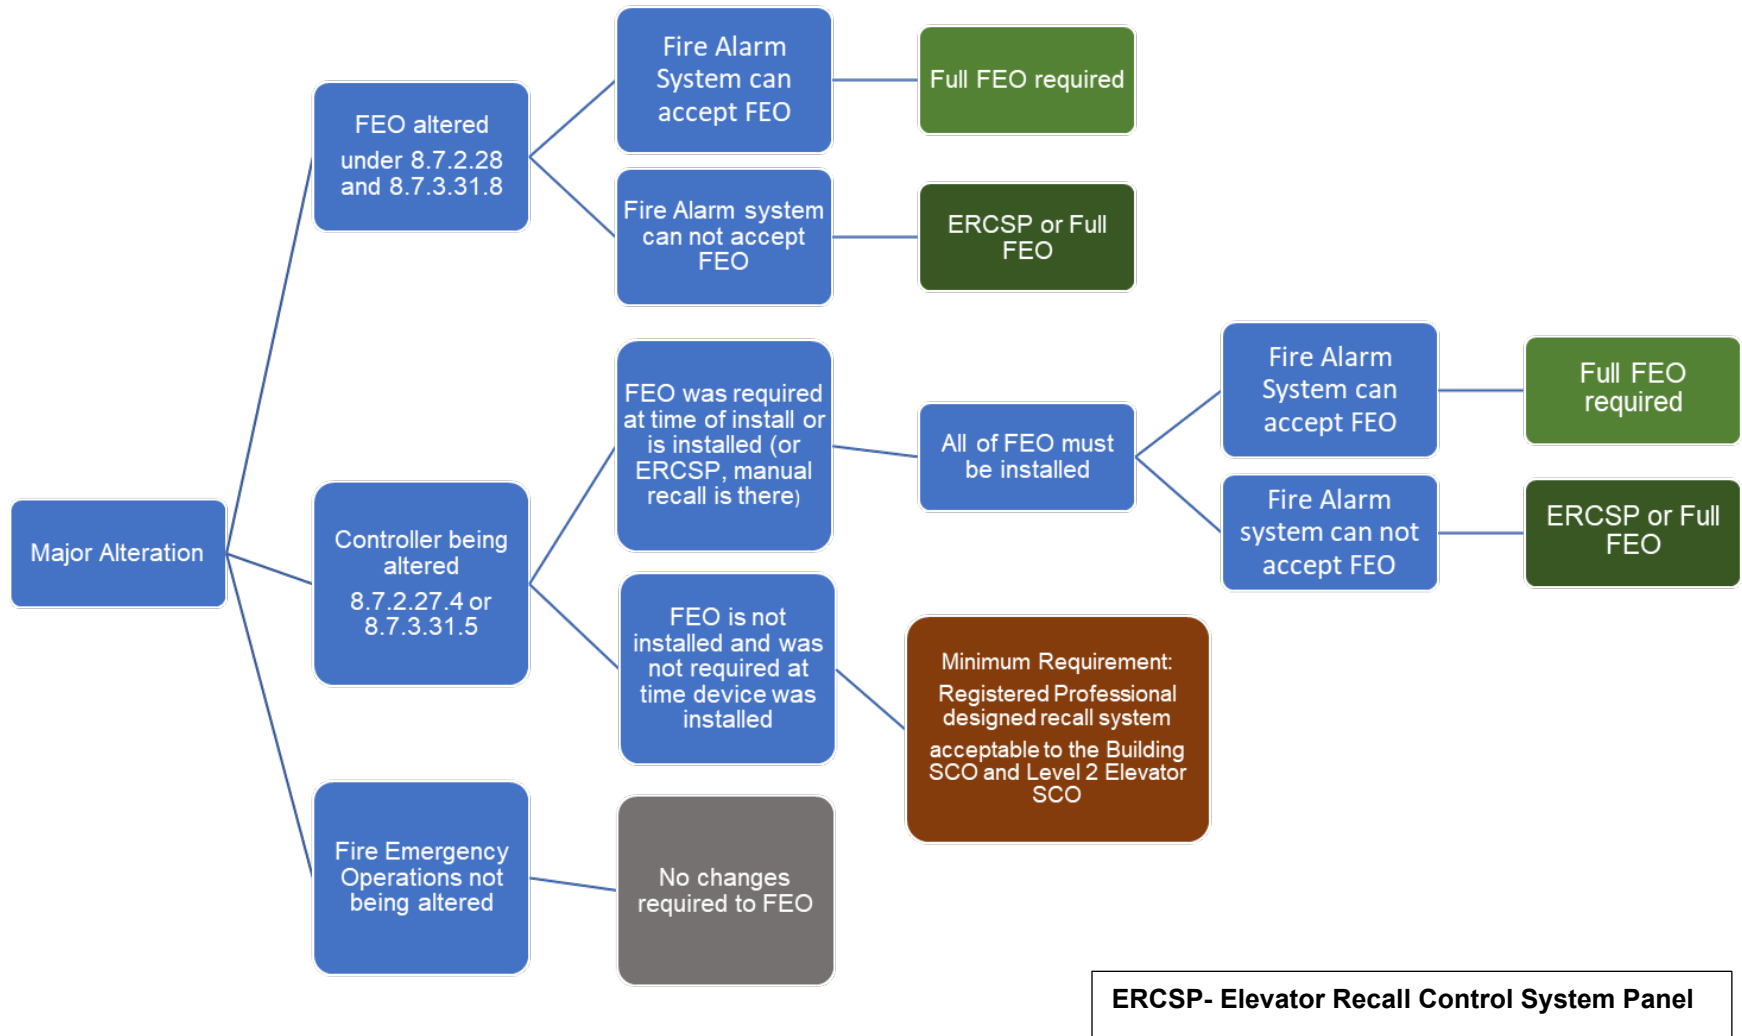 Major Alteration
FEO altered
under 8.7.2.28
and 8.7.3.31.8
Fire Alarm
System can
accept FEO
Full FEO required
Fire Alarm system
can not accept
FEO
ERCSP or Full
FEO
Controller being
altered
8.7.2.27.4 or
8.7.3.31.5
FEO was required
at time of install or
is installed (or
ERCSP, manual
recall is there)
All of FEO must
be installed
Fire Alarm
System can
accept FEO
Full FEO
required
Fire Alarm
system can not
accept FEO
ERCSP or Full
FEO
FEO is not
installed and was
not required at
time device was
installed
Minimum Requirement:
Registered Professional
designed recall system
acceptable to the Building
SCO and Level 2 Elevator
SCO
Fire Emergency
Operations not
being altered
No changes
required to FEO
ERCSP- Elevator Recall Control System Panel